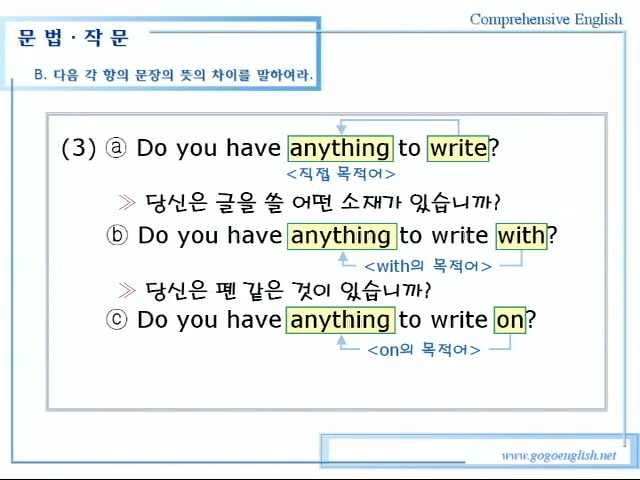 Comprehensive English
문 법 · 작 문
B. 다음 각 항의 문장의 뜻의 차이를 말하여라.
(3) ⓐ Do you have anything to write?
<직접 목적어>
≫ 당신은 글을 쓸 어떤 소재가 있습니까?
ⓑ Do you have anything to write with?
<with의 목적어>
≫ 당신은 펜 같은 것이 있습니까?
ⓒ Do you have anything to write on?
<on의 목적어>
www.gogoenglish.net